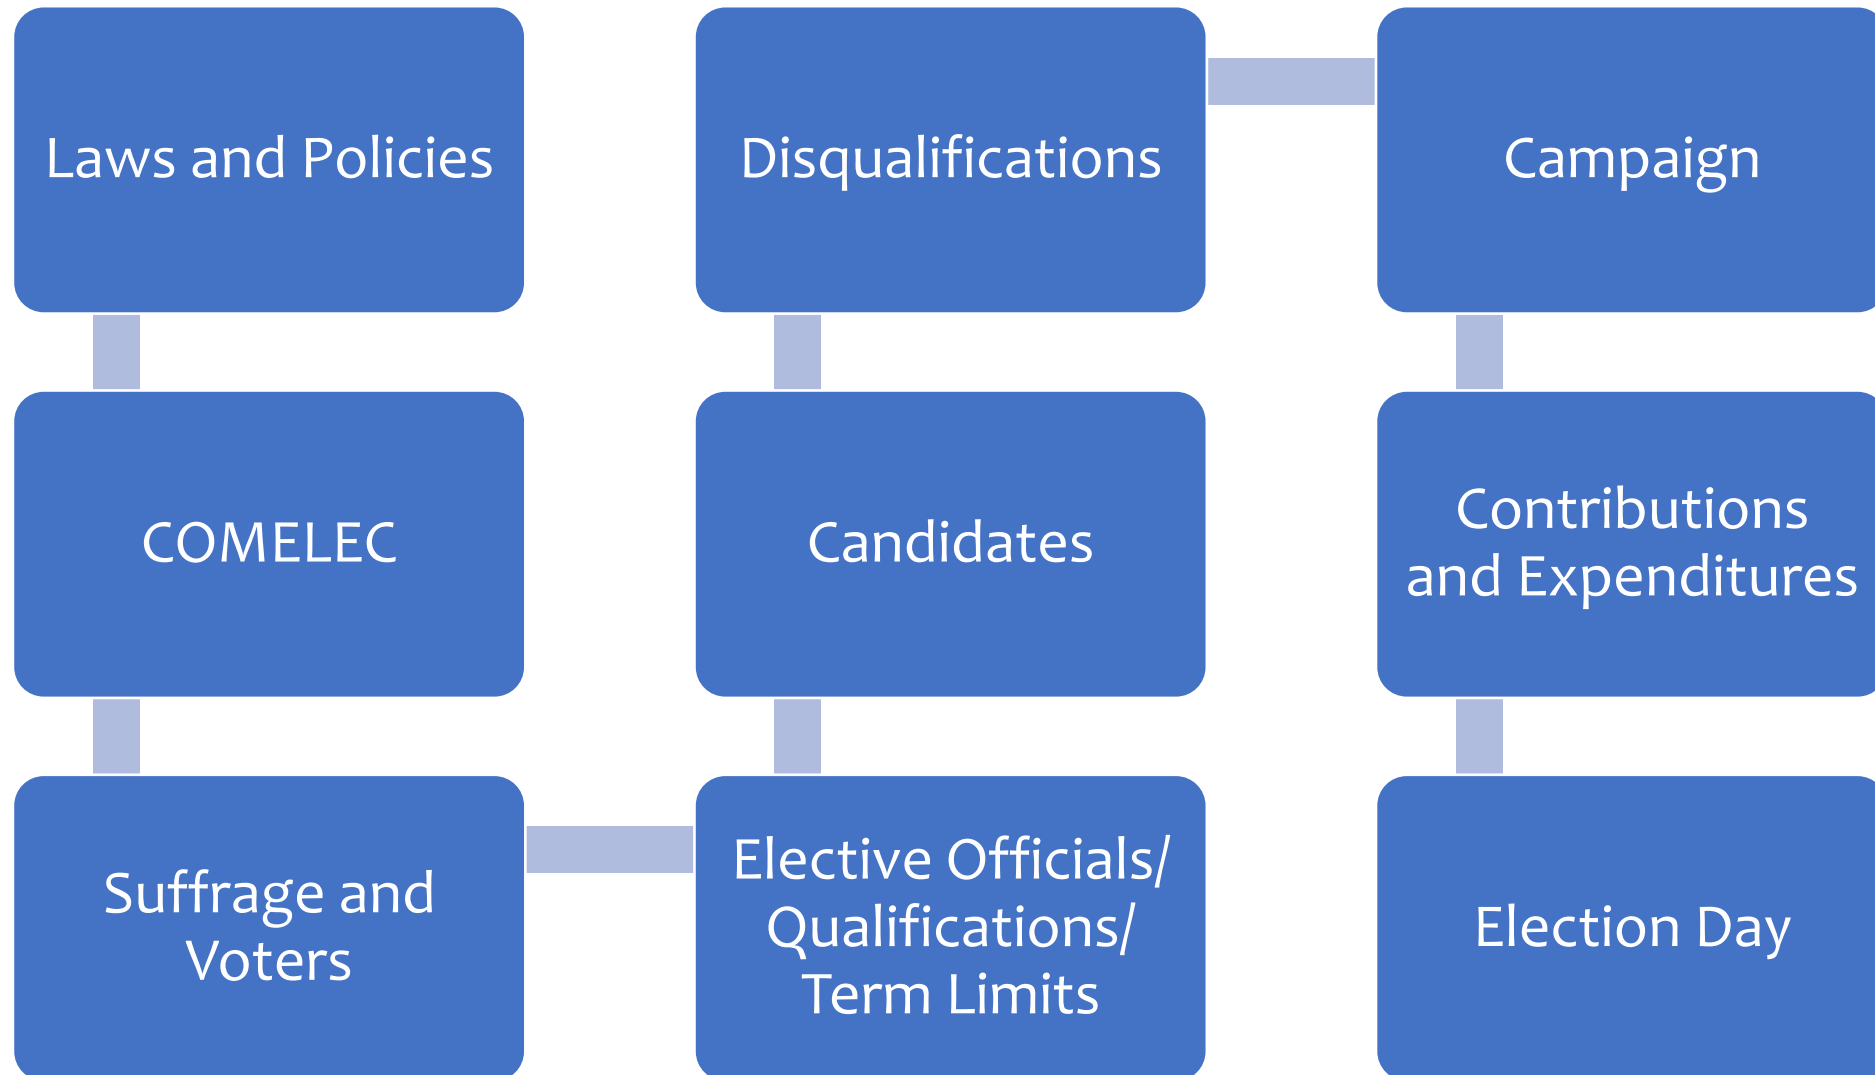 Laws and Policies
COMELEC
Suffrage and
Voters
Elective Officials/
Qualifications/
Term Limits
Candidates
Disqualifications
Campaign
Contributions
and Expenditures
Election Day